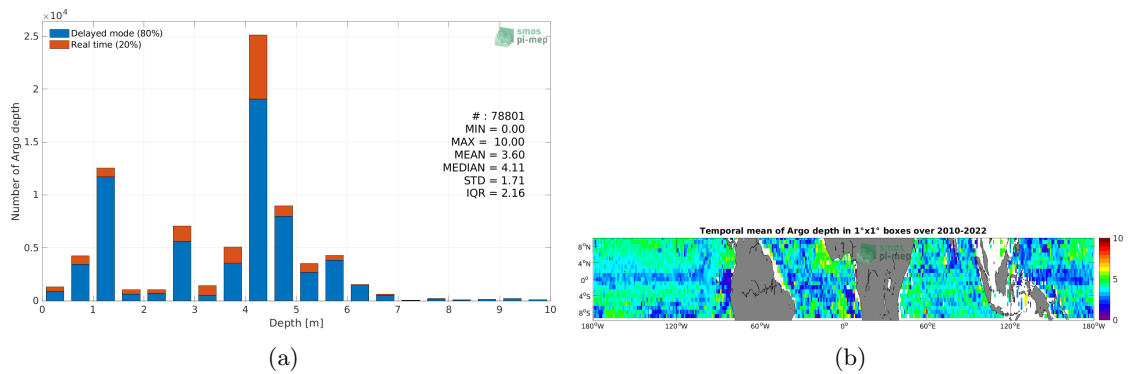 ×10⁴
Delayed mode (80%)
Real time (20%)
smos
pi-mep
2.5
2
1.5
1
0.5
0
Number of Argo depth
# : 78801
MIN = 0.00
MAX = 10.00
MEAN = 3.60
MEDIAN = 4.11
STD = 1.71
IQR = 2.16
0 1 2 3 4 5 6 7 8 9 10
Depth [m]
(a)
Temporal mean of Argo depth in 1°x1° boxes over 2010-2022
smos
pi-mep
8°N
4°N
0°
4°S
8°S
180°W 120°W 60°W 0° 60°E 120°E 180°W
10
5
0
(b)